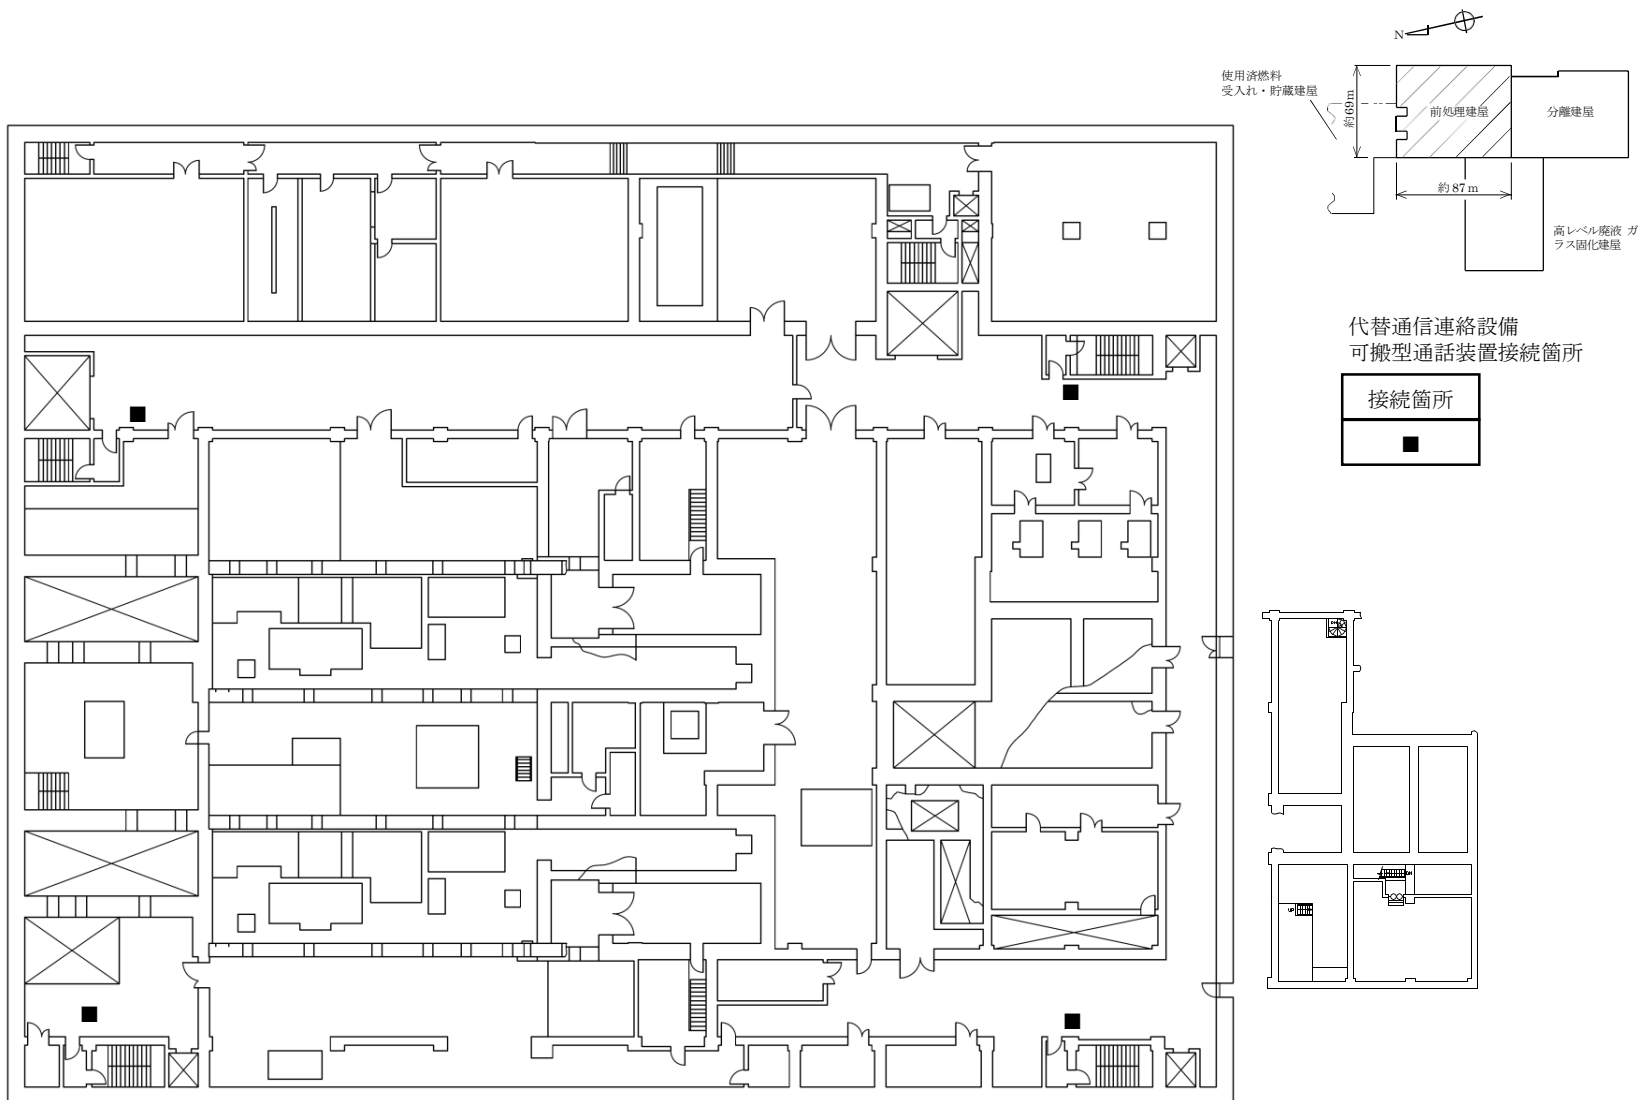 N
使用済燃料
受入れ・貯蔵建屋
約69m
前処理建屋
分離建屋
約 87 m
高レベル廃液 ガ
ラス固化建屋
代替通信連絡設備
可搬型通話装置接続箇所
接続箇所
■
UP